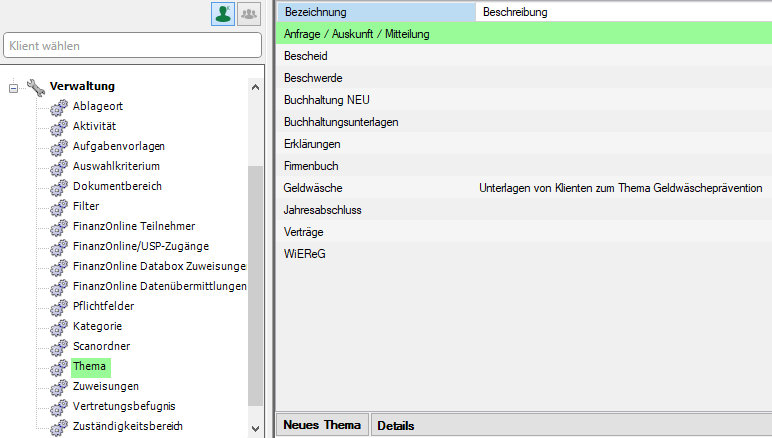 Klient wählen
Verwaltung
Ablageort
Aktivität
Aufgabenvorlagen
Auswahlkriterium
Dokumentbereich
Filter
FinanzOnline Teilnehmer
FinanzOnline/USP-Zugänge
FinanzOnline Databox Zuweisungen
FinanzOnline Datenübermittlungen
Pflichtfelder
Kategorie
Scanordner
Thema
Zuweisungen
Vertretungsbefugnis
Zuständigkeitsbereich
Bezeichnung Beschreibung
Anfrage / Auskunft / Mitteilung
Bescheid
Beschwerde
Buchhaltung NEU
Buchhaltungsunterlagen
Erklärungen
Firmenbuch
Geldwäsche Unterlagen von Klienten zum Thema Geldwäscheprävention
Jahresabschluss
Verträge
WiEReG
Neues Thema Details